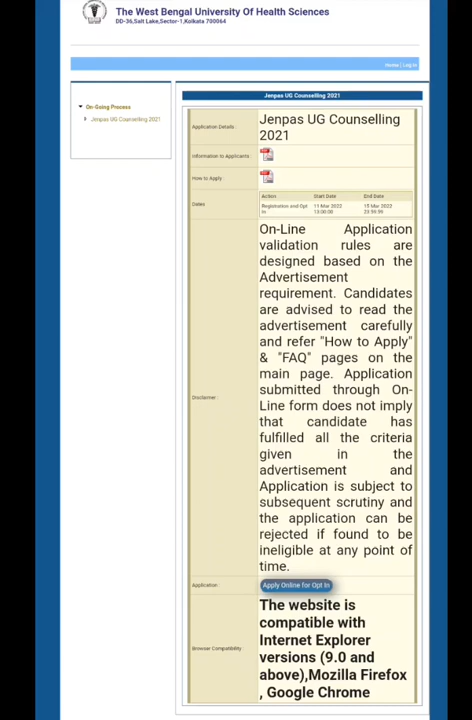 The West Bengal University Of Health Sciences
DD-36,Salt Lake,Sector-1,Kolkata 700064
Home | Log In
On-Going Process
Jenpas UG Counselling 2021
Jenpas UG Counselling 2021
Application Details :
Jenpas UG Counselling
2021
Information to Applicants :
How to Apply :
Dates
Action Start Date End Date
Registration and Opt 11 Mar 2022 15 Mar 2022
In 13:00:00 23:59:59
Disclaimer :
On-Line Application
validation rules are
designed based on the
Advertisement
requirement. Candidates
are advised to read the
advertisement carefully
and refer "How to Apply"
& "FAQ" pages on the
main page. Application
submitted through On-
Line form does not imply
that candidate has
fulfilled all the criteria
given in the
advertisement and
Application is subject to
subsequent scrutiny and
the application can be
rejected if found to be
ineligible at any point of
time.
Application :
Apply Online for Opt In
Browser Compatibility :
The website is
compatible with
Internet Explorer
versions (9.0 and
above),Mozilla Firefox
, Google Chrome